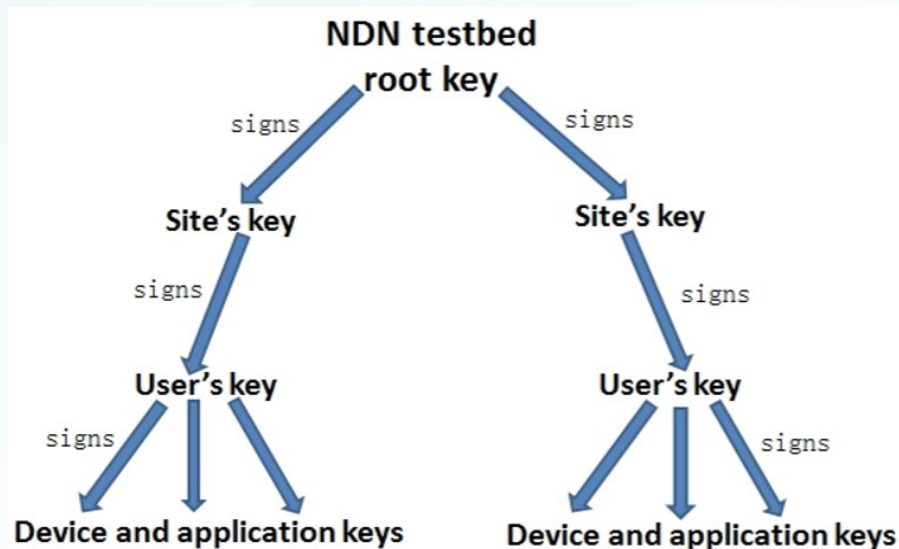 NDN testbed
root key
signs
signs
Site’s key
Site’s key
signs
signs
User’s key
User’s key
signs
signs
Device and application keys
Device and application keys